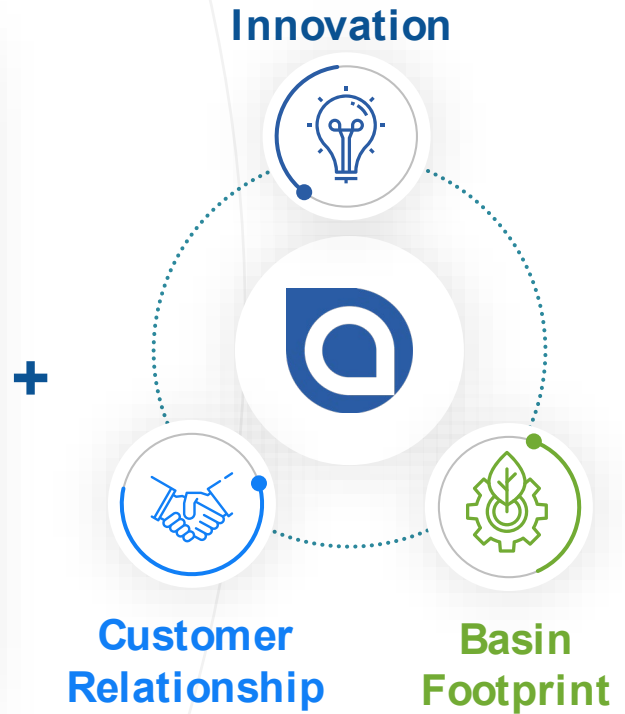 Innovation
+
Customer
Relationship
Basin
Footprint